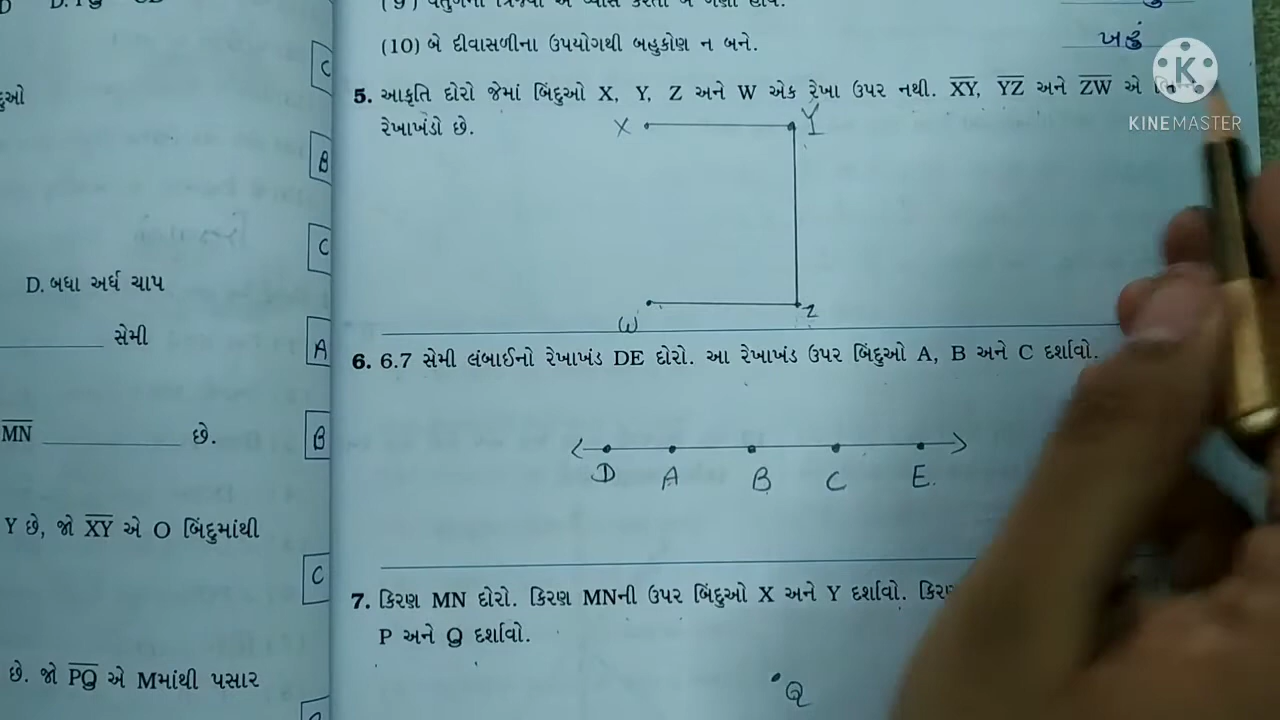 D. બધા અર્ધ ચાપ
સેમી
MN છે.
Y છે, જો XY એ O બિંદુમાંથી
છે. જો PQ એ Mમાંથી પસાર
C
B
C
A
B
C
(10) બે દીવાસળીના ઉપયોગથી બહુકોણ ન બને.
ખરું
5. આકૃતિ દોરો જેમાં બિંદુઓ X, Y, Z અને W એક રેખા ઉપર નથી. XY, YZ અને ZW એ
રેખાખંડો છે.
X Y
W Z
6. 6.7 સેમી લંબાઈનો રેખાખંડ DE દોરો. આ રેખાખંડ ઉપર બિંદુઓ A, B અને C દર્શાવો.
D A B C E.
7. કિરણ MN દોરો. કિરણ MNની ઉપર બિંદુઓ X અને Y દર્શાવો.
P અને Q દર્શાવો.
Q
K
KINEMASTER